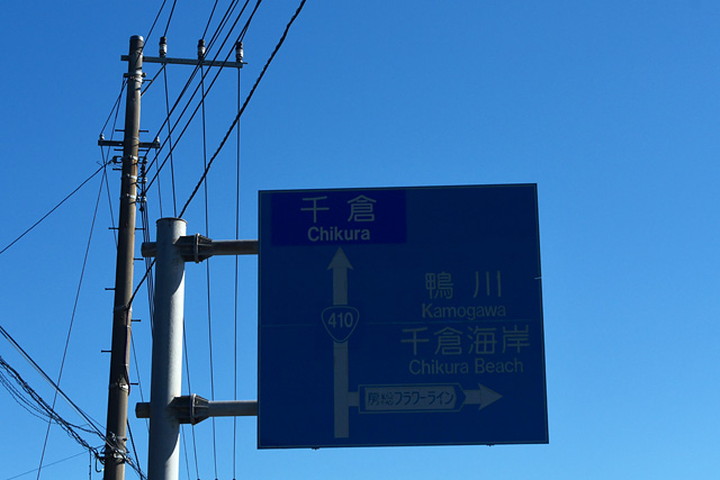 千倉
Chikura
鴨川
Kamogawa
410
千倉海岸
Chikura Beach
房総フラワーライン